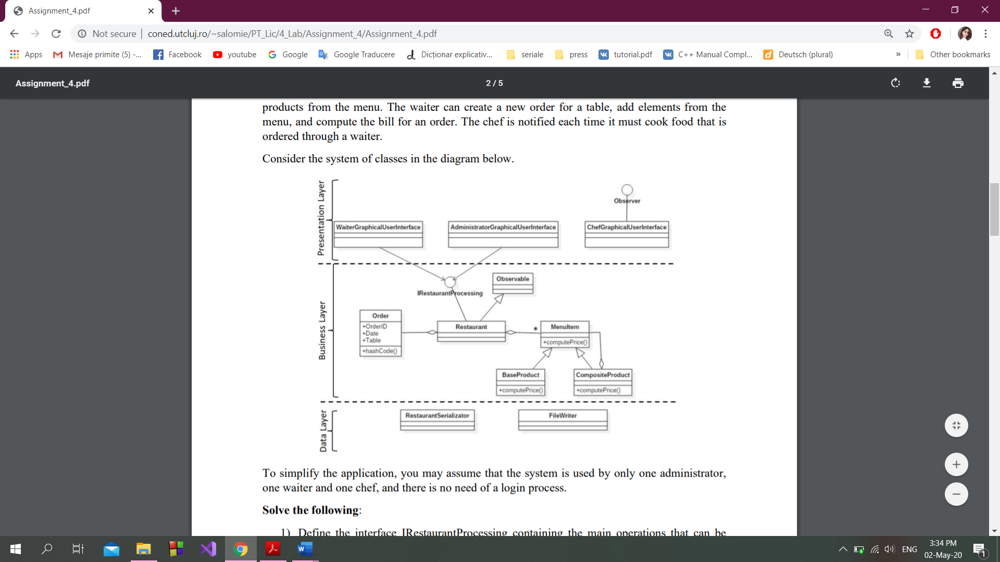 Assignment_4.pdf
Not secure | coned.utcluj.ro/~salomie/PT_Lic/4_Lab/Assignment_4/Assignment_4.pdf
Apps Mesaje primite (5) -... Facebook youtube Google Google Traducere Dicționar explicativ... seriale press tutorial.pdf C++ Manual Compl... Deutsch (plural) » Other bookmarks
Assignment_4.pdf 2 / 5
products from the menu. The waiter can create a new order for a table, add elements from the
menu, and compute the bill for an order. The chef is notified each time it must cook food that is
ordered through a waiter.
Consider the system of classes in the diagram below.
Presentation Layer
Observer
WaiterGraphicalUserInterface AdministratorGraphicalUserInterface ChefGraphicalUserInterface
Business Layer
Observable
IRestaurantProcessing
Order
+OrderID
+Date
+Table
+hashCode()
Restaurant
*
MenuItem
+computePrice()
BaseProduct
+computePrice()
CompositeProduct
+computePrice()
Data Layer
RestaurantSerializator FileWriter
To simplify the application, you may assume that the system is used by only one administrator,
one waiter and one chef, and there is no need of a login process.
Solve the following:
1) Define the interface IRestaurantProcessing containing the main operations that can be
ENG
3:34 PM
02-May-20
1